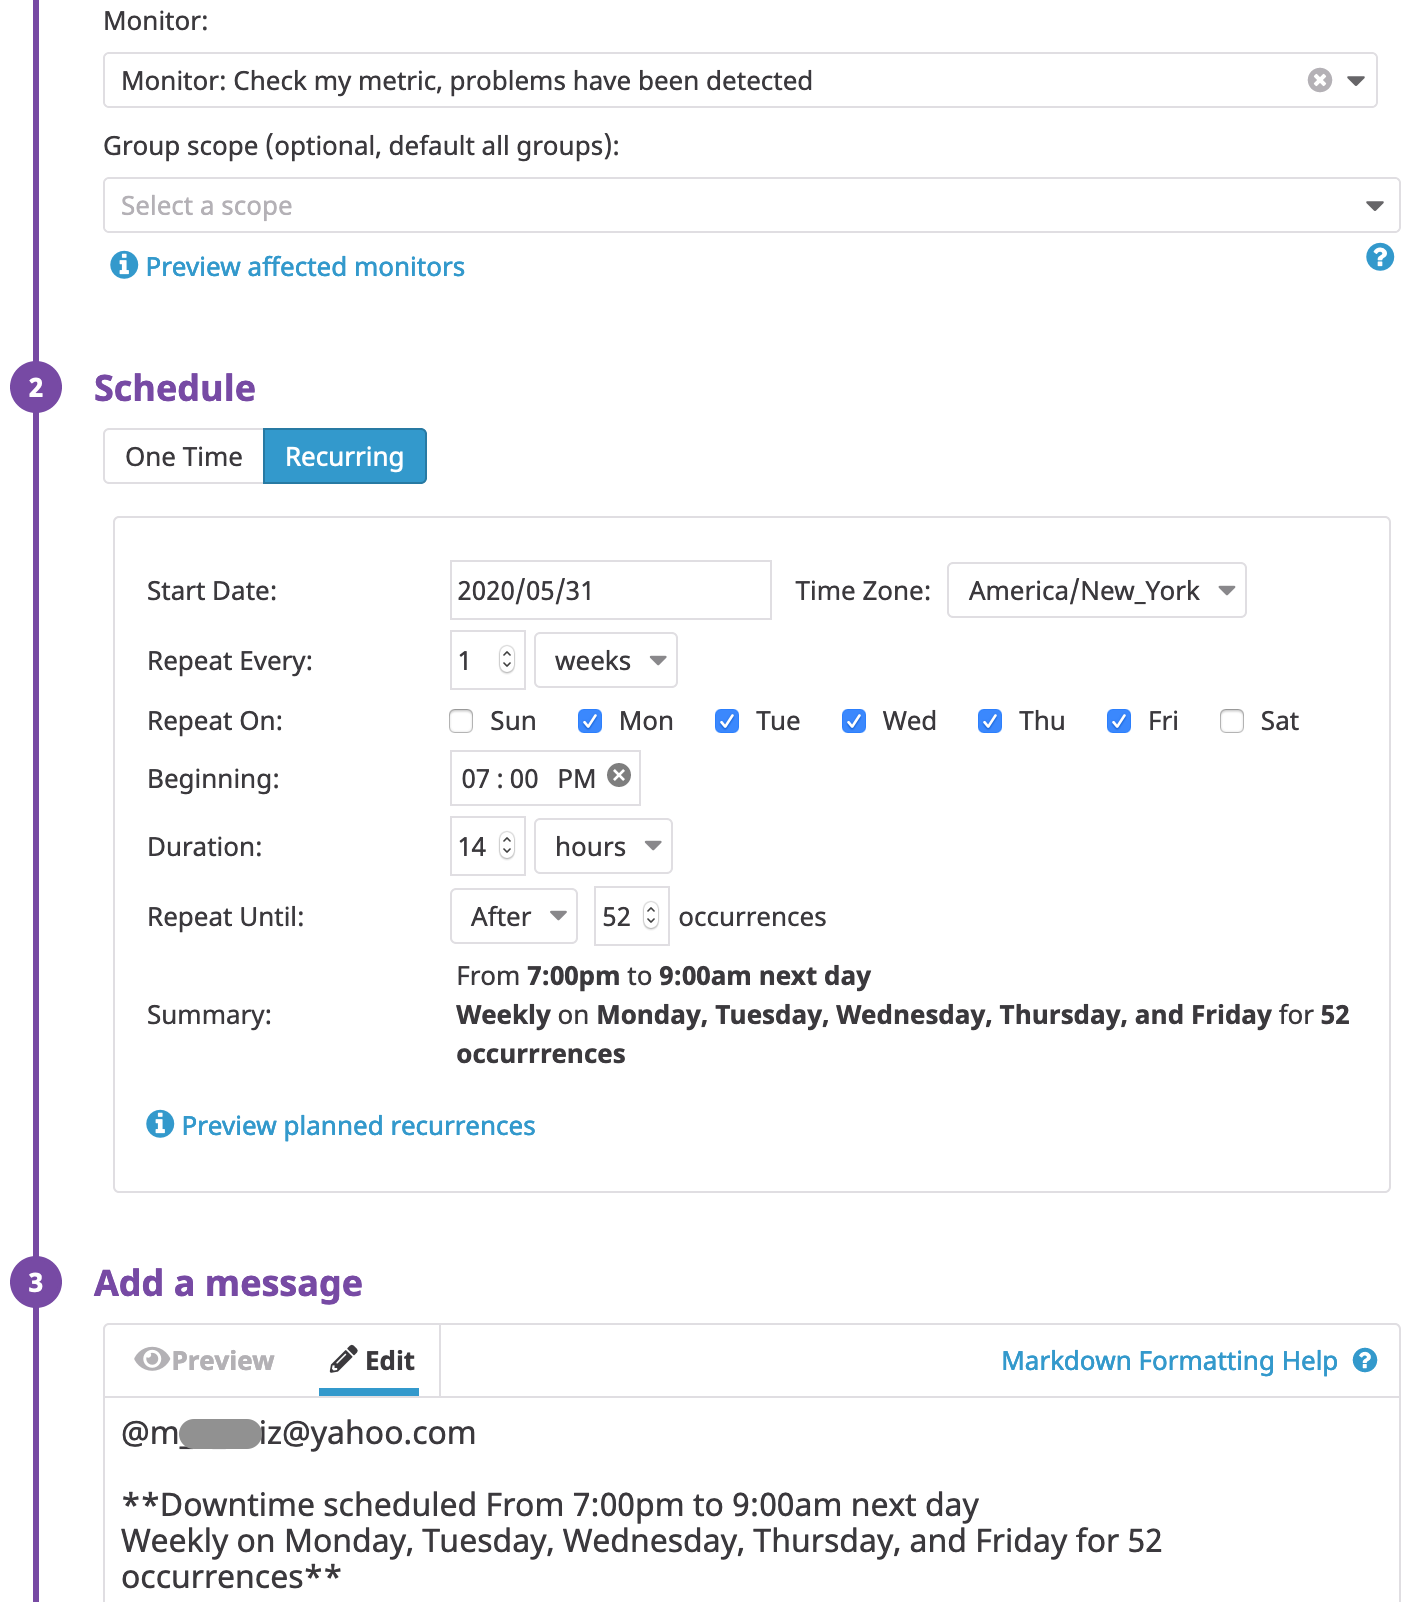 Monitor:
Monitor: Check my metric, problems have been detected
Group scope (optional, default all groups):
Select a scope
Preview affected monitors
?
2 Schedule
One Time Recurring
Start Date: 2020/05/31 Time Zone: America/New_York
Repeat Every: 1 weeks
Repeat On: Sun Mon Tue Wed Thu Fri Sat
Beginning: 07 : 00 PM
Duration: 14 hours
Repeat Until: After 52 occurrences
From 7:00pm to 9:00am next day
Summary: Weekly on Monday, Tuesday, Wednesday, Thursday, and Friday for 52
occurrrences
Preview planned recurrences
3 Add a message
Preview Edit Markdown Formatting Help ?
@m_ iz@yahoo.com
**Downtime scheduled From 7:00pm to 9:00am next day
Weekly on Monday, Tuesday, Wednesday, Thursday, and Friday for 52
occurrences**